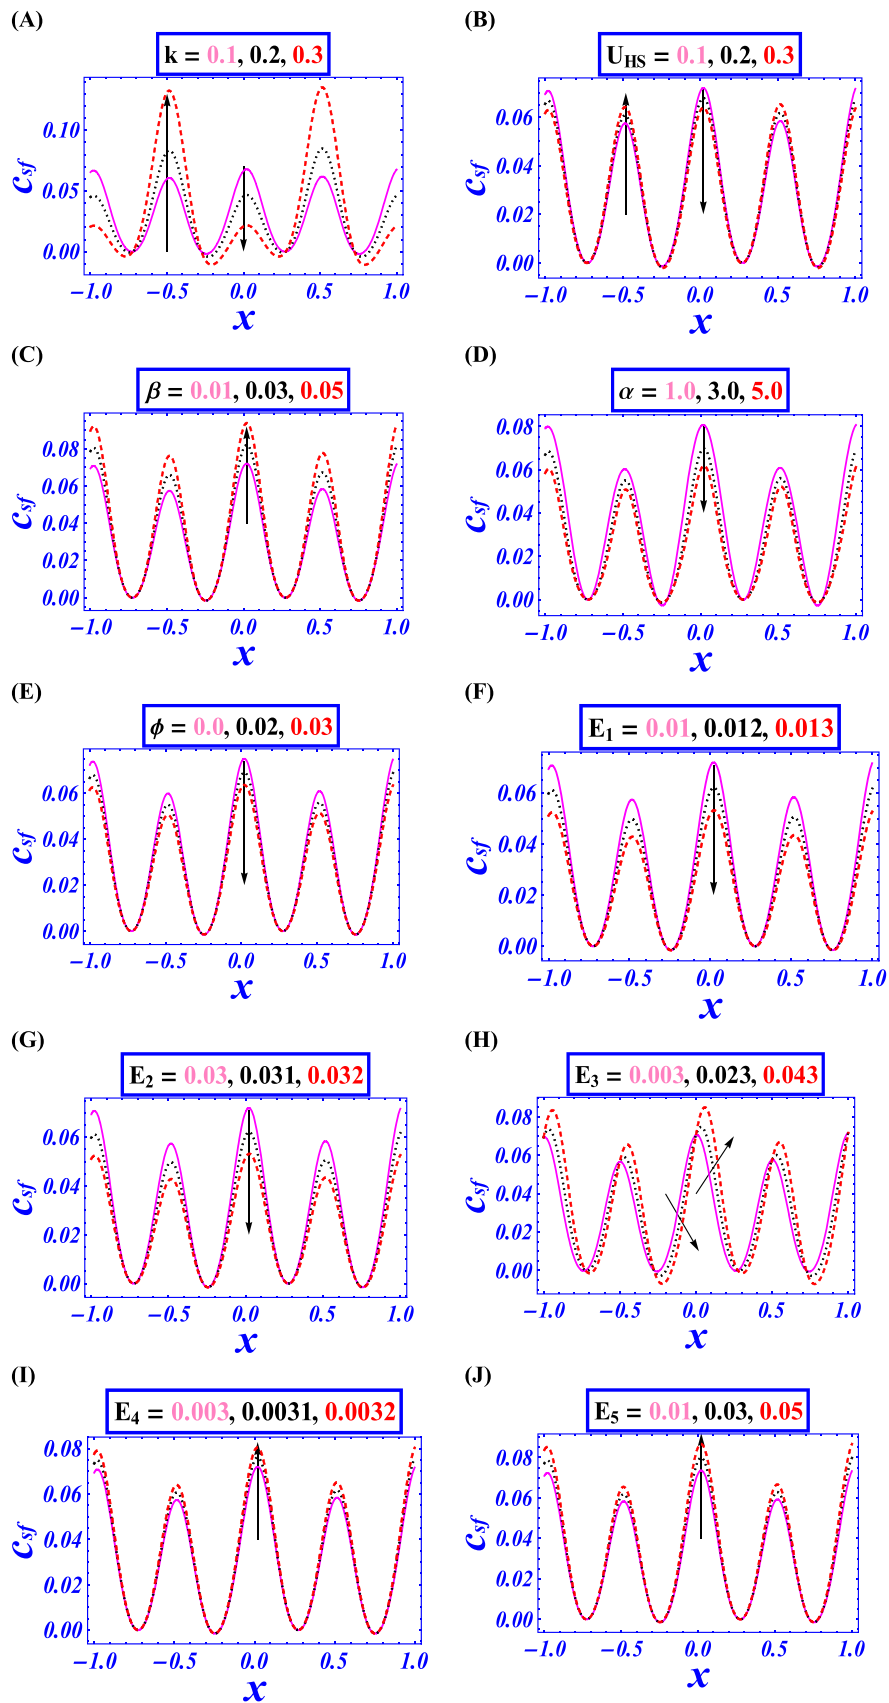 (A)
k = 0.1, 0.2, 0.3
0.10
0.05
0.00
c_sf
−1.0 −0.5 0.0 0.5 1.0
x
(B)
U_HS = 0.1, 0.2, 0.3
0.06
0.04
0.02
0.00
c_sf
−1.0 −0.5 0.0 0.5 1.0
x
(C)
β = 0.01, 0.03, 0.05
0.08
0.06
0.04
0.02
0.00
c_sf
−1.0 −0.5 0.0 0.5 1.0
x
(D)
α = 1.0, 3.0, 5.0
0.08
0.06
0.04
0.02
0.00
c_sf
−1.0 −0.5 0.0 0.5 1.0
x
(E)
ϕ = 0.0, 0.02, 0.03
0.06
0.04
0.02
0.00
c_sf
−1.0 −0.5 0.0 0.5 1.0
x
(F)
E₁ = 0.01, 0.012, 0.013
0.06
0.04
0.02
0.00
c_sf
−1.0 −0.5 0.0 0.5 1.0
x
(G)
E₂ = 0.03, 0.031, 0.032
0.06
0.04
0.02
0.00
c_sf
−1.0 −0.5 0.0 0.5 1.0
x
(H)
E₃ = 0.003, 0.023, 0.043
0.08
0.06
0.04
0.02
0.00
c_sf
−1.0 −0.5 0.0 0.5 1.0
x
(I)
E₄ = 0.003, 0.0031, 0.0032
0.08
0.06
0.04
0.02
0.00
c_sf
−1.0 −0.5 0.0 0.5 1.0
x
(J)
E₅ = 0.01, 0.03, 0.05
0.08
0.06
0.04
0.02
0.00
c_sf
−1.0 −0.5 0.0 0.5 1.0
x